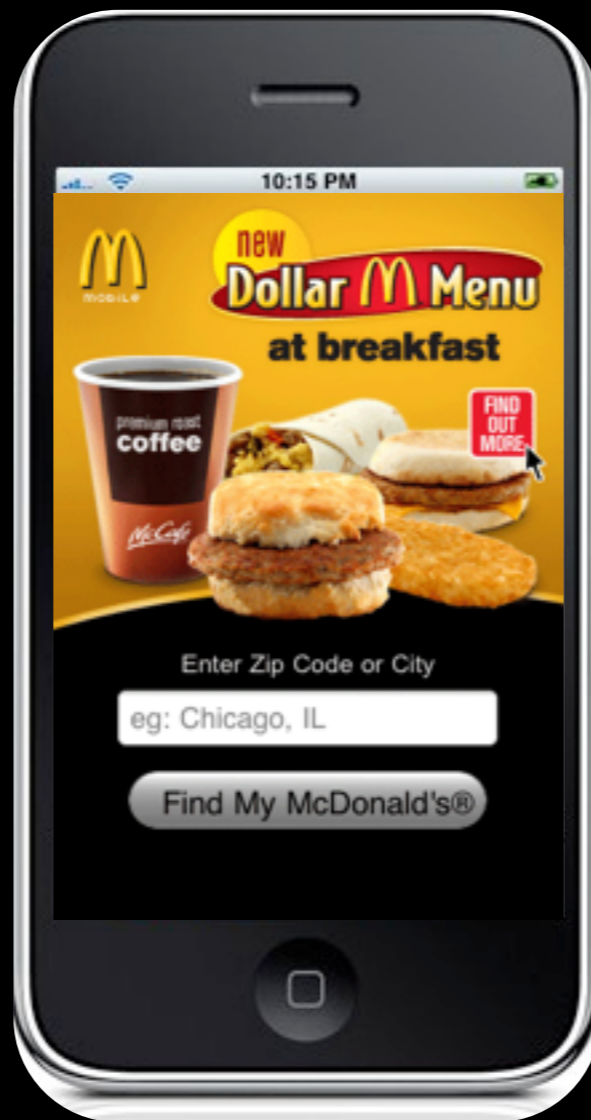 10:15 PM
M
MOBILE
new
Dollar M Menu
at breakfast
premium roast
coffee
McCafe
FIND
OUT
MORE
Enter Zip Code or City
eg: Chicago, IL
Find My McDonald's®